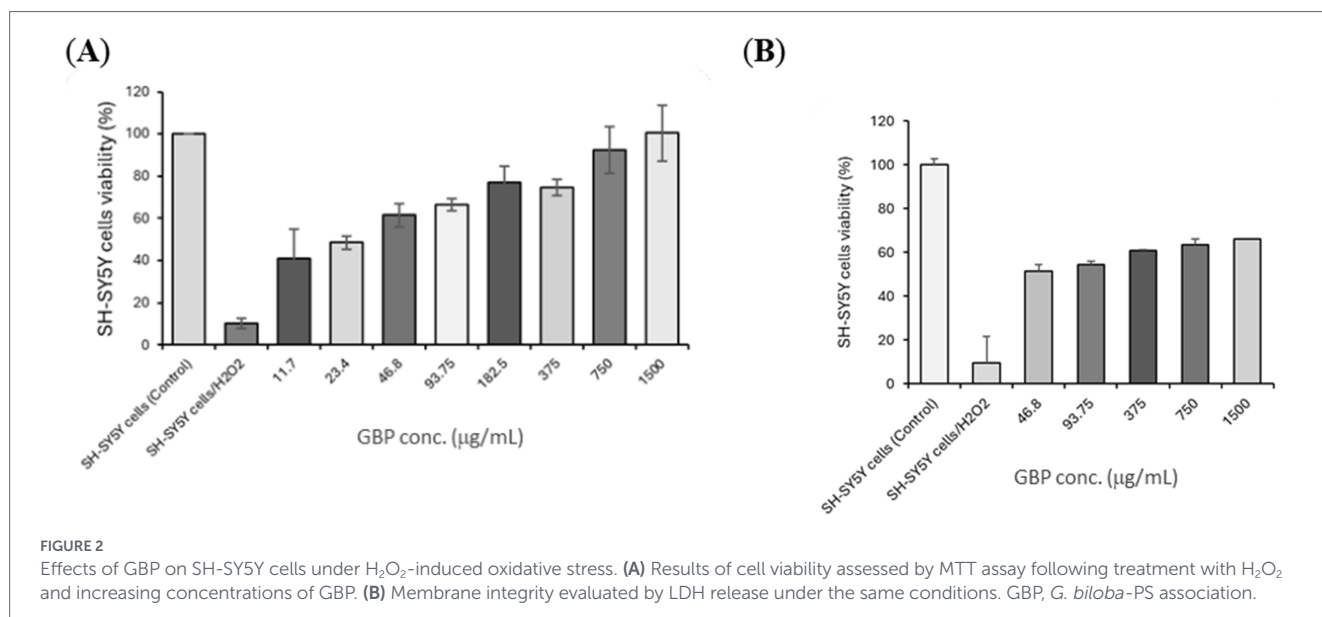 (A)
(B)
SH-SY5Y cells viability (%)
120
100
80
60
40
20
0
SH-SY5Y cells (Control)
SH-SY5Y cells/H2O2
11.7
23.4
46.8
93.75
182.5
375
750
1500
GBP conc. (μg/mL)
SH-SY5Y cells viability (%)
120
100
80
60
40
20
0
SH-SY5Y cells (Control)
SH-SY5Y cells/H2O2
46.8
93.75
375
750
1500
GBP conc. (μg/mL)
FIGURE 2
Effects of GBP on SH-SY5Y cells under H₂O₂-induced oxidative stress. (A) Results of cell viability assessed by MTT assay following treatment with H₂O₂
and increasing concentrations of GBP. (B) Membrane integrity evaluated by LDH release under the same conditions. GBP, G. biloba-PS association.